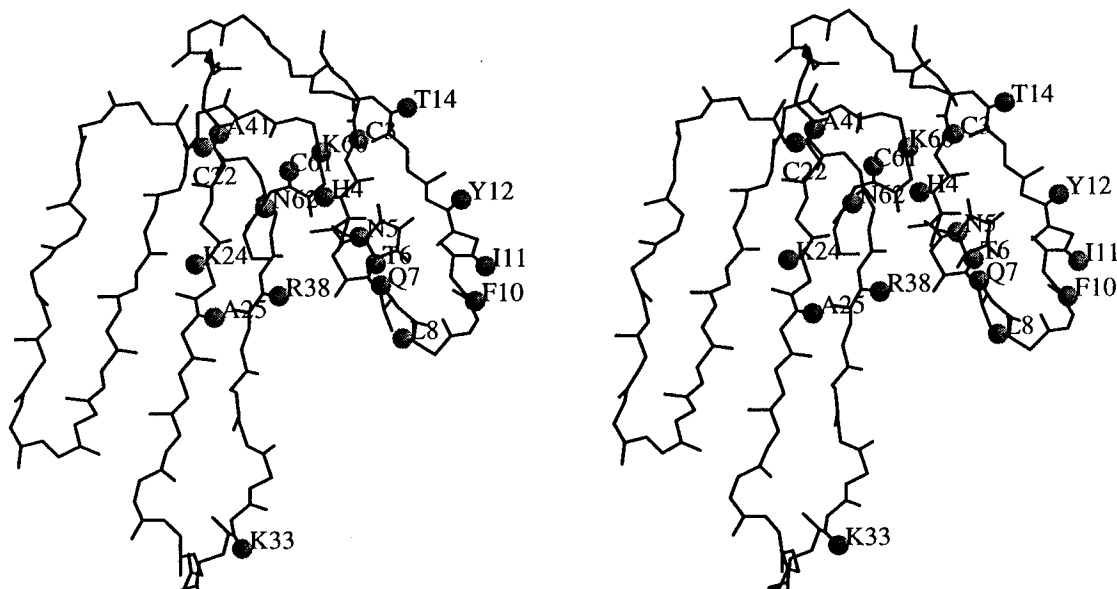 T14 T14
A41 C3 A41 C3
K60 K60
C22 C61 C22 C61
N62 H4 Y12 N62 H4 Y12
N5 N5
K24 T6 I11 K24 T6 I11
Q7 Q7
R38 F10 R38 F10
A25 L8 A25 L8
K33 K33